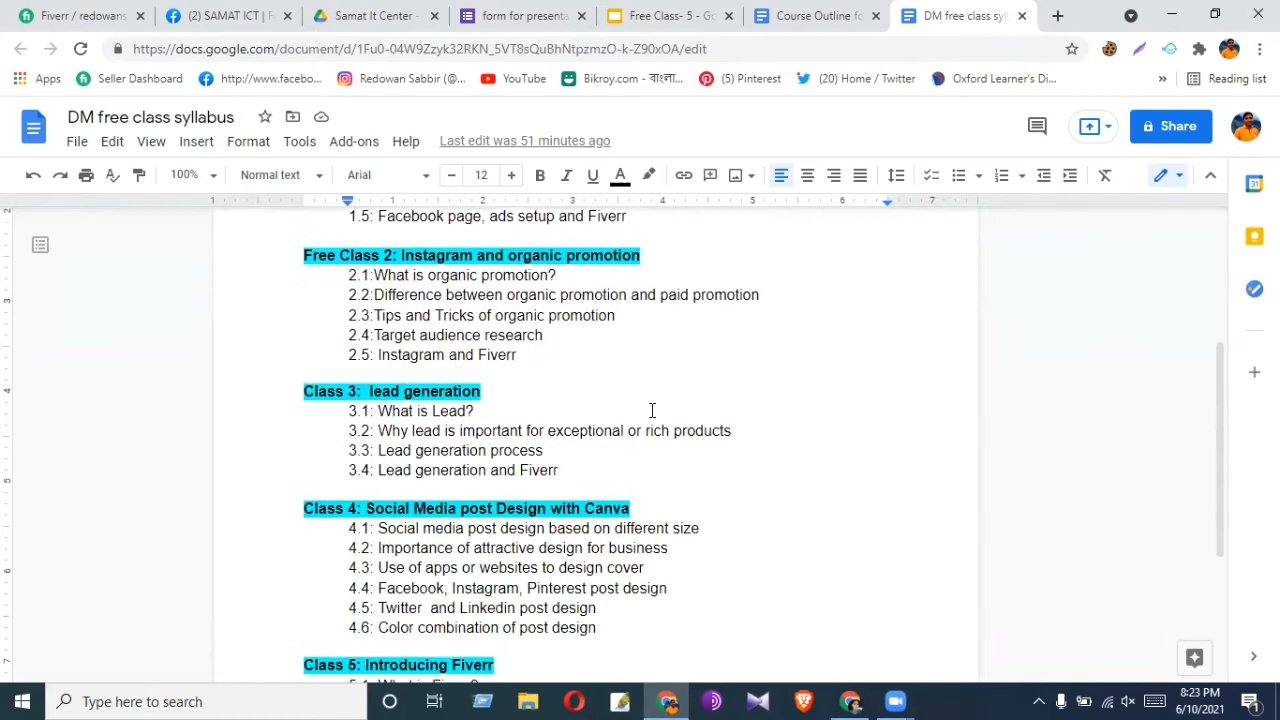 Fiverr / redowans
(2) SAMAT ICT | F
Samat It Center -
form for presenta
Free Class- 5 - Go
Course Outline fo
DM free class syl
https://docs.google.com/document/d/1Fu0-04W9Zzyk32RKN_5VT0sQuBhNtpzmzO-k-Z90xOA/edit
Apps
Seller Dashboard
http://www.facebo...
Redowan Sabbir (@...
YouTube
Bikroy.com - বাংলা...
(5) Pinterest
(20) Home / Twitter
Oxford Learner's Di...
»
Reading list
DM free class syllabus
File Edit View Insert Format Tools Add-ons Help Last edit was 51 minutes ago
Share
100% Normal text Arial 12 B I U A
1 1 2 3 4 5 6 7
1.5: Facebook page, ads setup and Fiverr
Free Class 2: Instagram and organic promotion
2.1:What is organic promotion?
2.2:Difference between organic promotion and paid promotion
2.3:Tips and Tricks of organic promotion
2.4:Target audience research
2.5: Instagram and Fiverr
Class 3:  lead generation
3.1: What is Lead?
3.2: Why lead is important for exceptional or rich products
3.3: Lead generation process
3.4: Lead generation and Fiverr
Class 4: Social Media post Design with Canva
4.1: Social media post design based on different size
4.2: Importance of attractive design for business
4.3: Use of apps or websites to design cover
4.4: Facebook, Instagram, Pinterest post design
4.5: Twitter  and Linkedin post design
4.6: Color combination of post design
Class 5: Introducing Fiverr
Type here to search
8:23 PM
6/10/2021